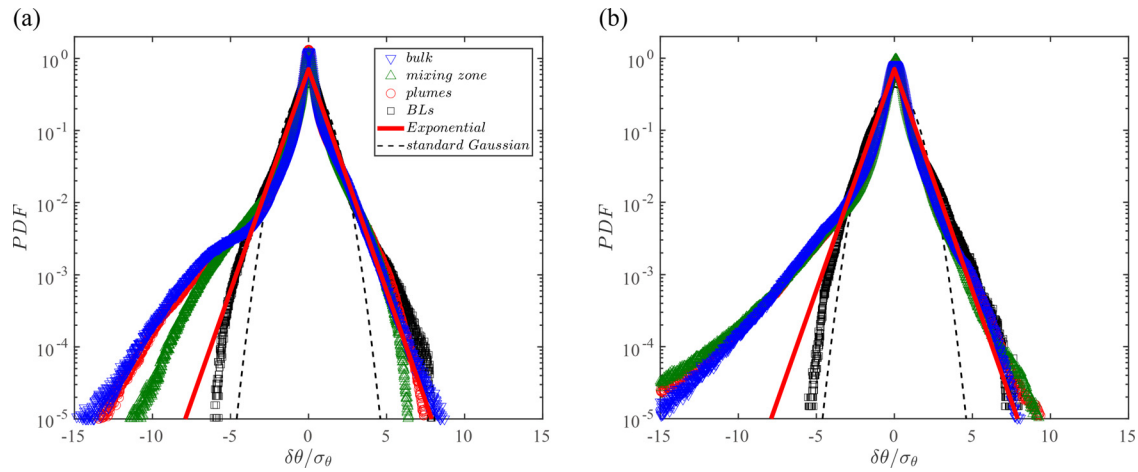 (a)
(b)
bulk
mixing zone
plumes
BLs
Exponential
standard Gaussian
PDF
10^0
10^-1
10^-2
10^-3
10^-4
10^-5
-15 -10 -5 0 5 10 15
δθ/σ_θ
PDF
10^0
10^-1
10^-2
10^-3
10^-4
10^-5
-15 -10 -5 0 5 10 15
δθ/σ_θ